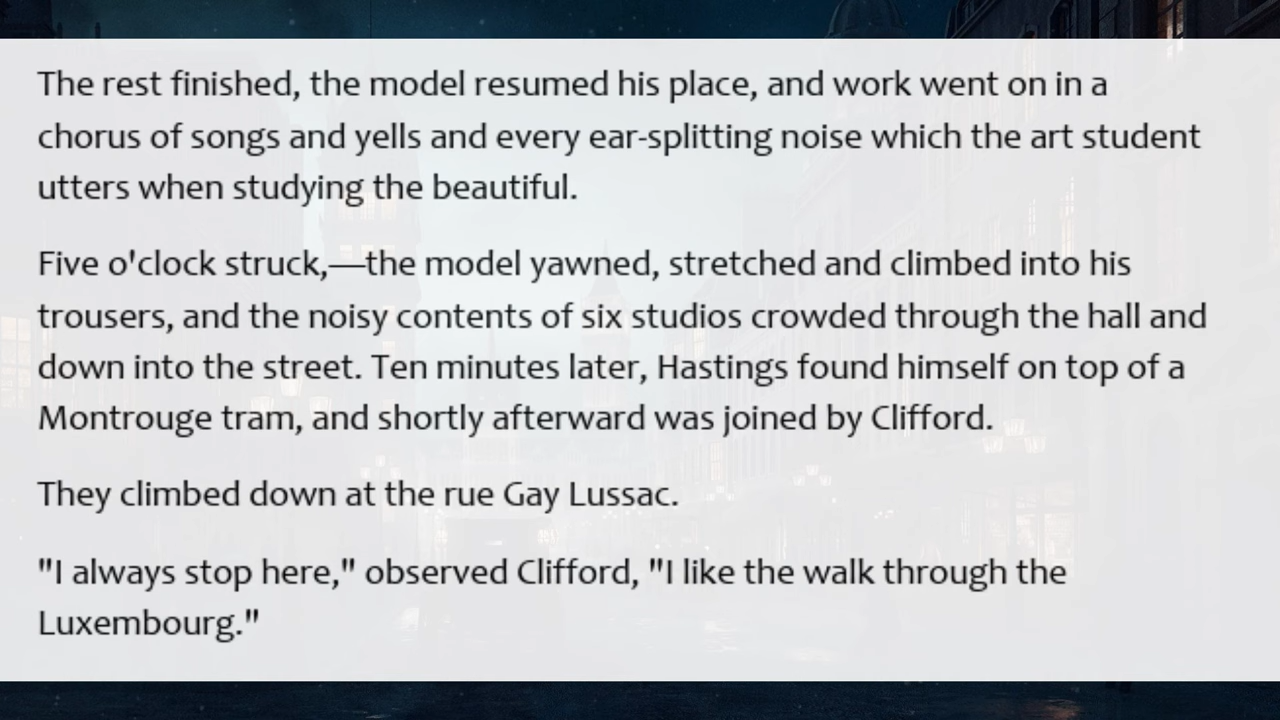 The rest finished, the model resumed his place, and work went on in a
chorus of songs and yells and every ear-splitting noise which the art student
utters when studying the beautiful.
Five o'clock struck,—the model yawned, stretched and climbed into his
trousers, and the noisy contents of six studios crowded through the hall and
down into the street. Ten minutes later, Hastings found himself on top of a
Montrouge tram, and shortly afterward was joined by Clifford.
They climbed down at the rue Gay Lussac.
"I always stop here," observed Clifford, "I like the walk through the
Luxembourg."